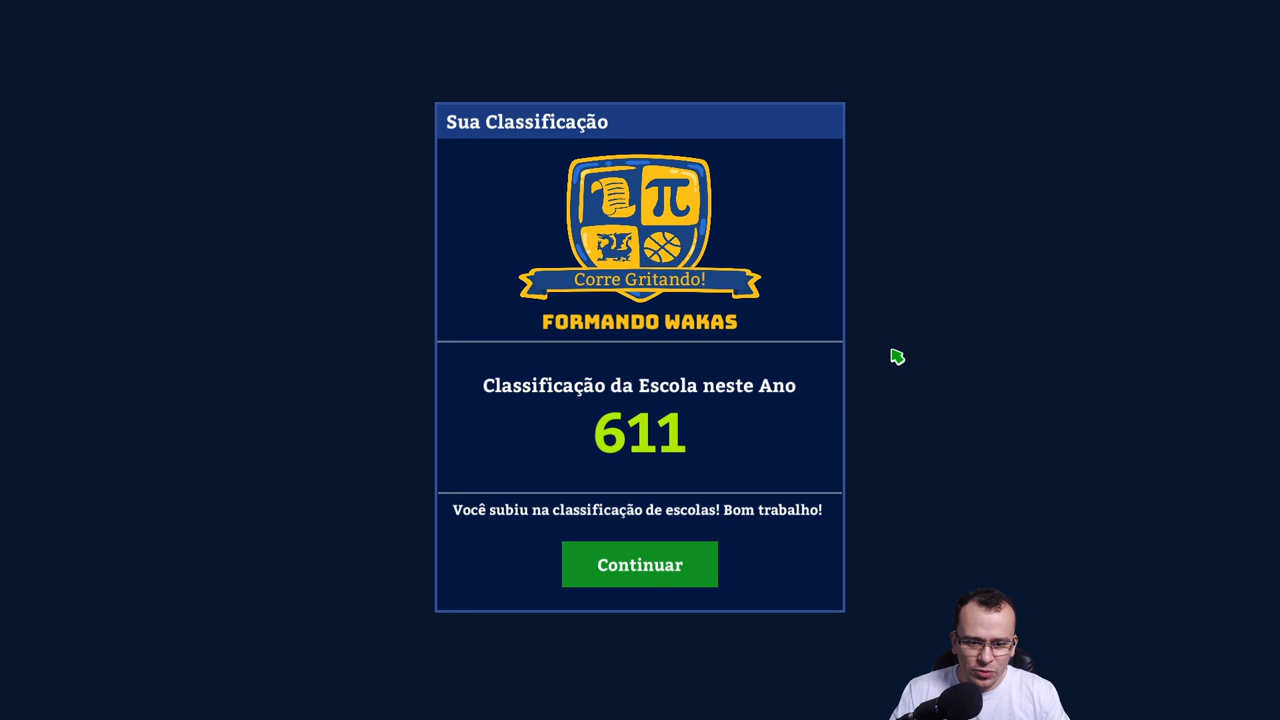 Sua Classificação
π
Corre Gritando!
FORMANDO WAKAS
Classificação da Escola neste Ano
611
Você subiu na classificação de escolas! Bom trabalho!
Continuar